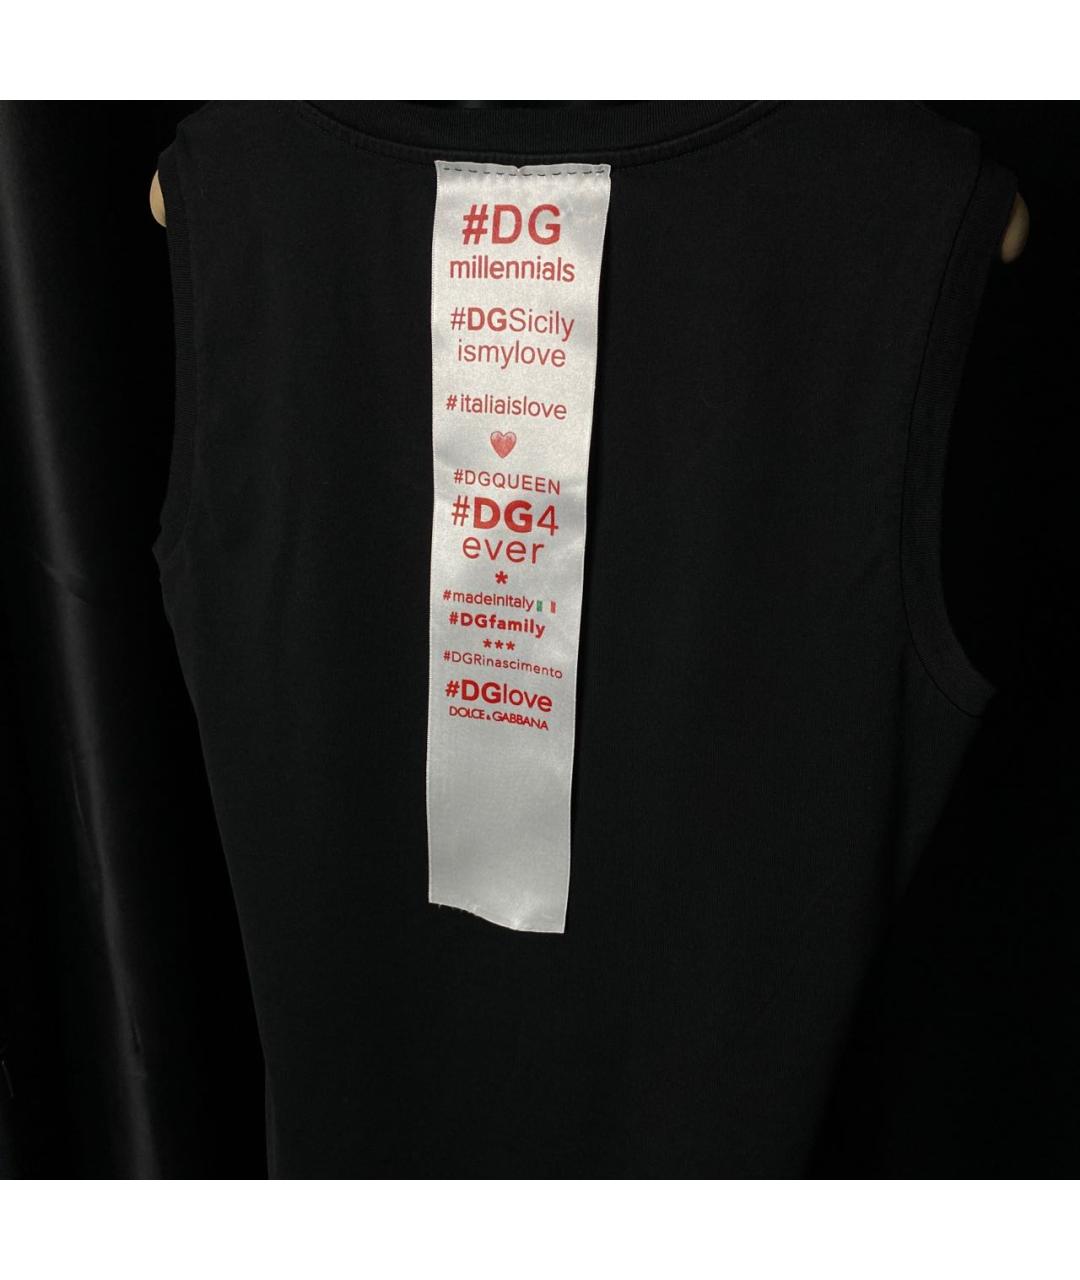 #DG
millennials
#DGSicily
ismylove
#italiaislove
#DGQUEEN
#DG4
ever
*
#madeinitaly
#DGfamily
***
#DGRinascimento
#DGlove
DOLCE & GABBANA